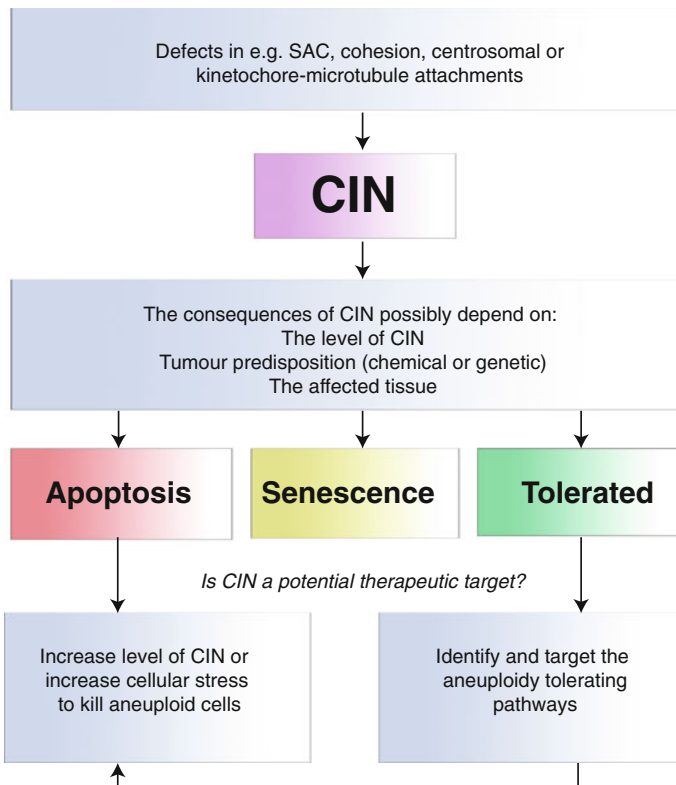 Defects in e.g. SAC, cohesion, centrosomal or
kinetochore-microtubule attachments
CIN
The consequences of CIN possibly depend on:
The level of CIN
Tumour predisposition (chemical or genetic)
The affected tissue
Apoptosis
Senescence
Tolerated
Is CIN a potential therapeutic target?
Increase level of CIN or
increase cellular stress
to kill aneuploid cells
Identify and target the
aneuploidy tolerating
pathways